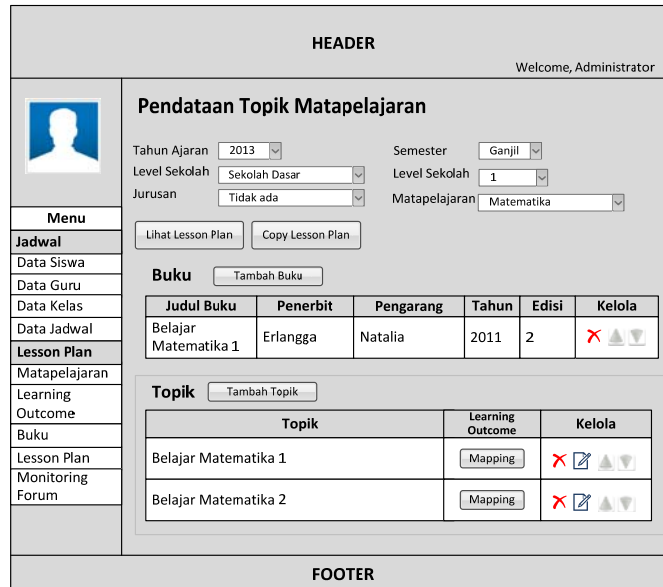 HEADER
Welcome, Administrator
Pendataan Topik Matapelajaran
Tahun Ajaran 2013 Semester Ganjil
Level Sekolah Sekolah Dasar Level Sekolah 1
Jurusan Tidak ada Matapelajaran Matematika
Lihat Lesson Plan Copy Lesson Plan
Menu
Jadwal
Data Siswa
Data Guru
Data Kelas
Data Jadwal
Lesson Plan
Matapelajaran
Learning
Outcome
Buku
Lesson Plan
Monitoring
Forum
Buku Tambah Buku
Judul Buku Penerbit Pengarang Tahun Edisi Kelola
Belajar
Matematika 1 Erlangga Natalia 2011 2
Topik Tambah Topik
Topik Learning Outcome Kelola
Belajar Matematika 1 Mapping
Belajar Matematika 2 Mapping
FOOTER